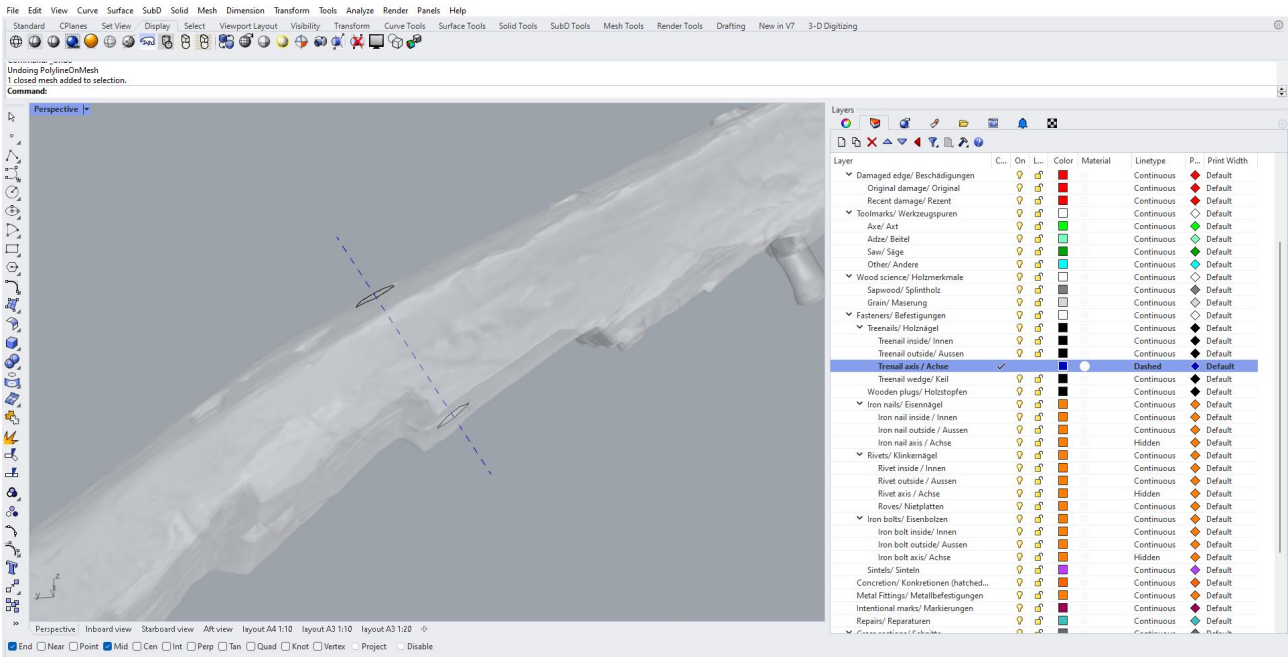 File Edit View Curve Surface SubD Solid Mesh Dimension Transform Tools Analyze Render Panels Help
Standard CPlanes Set View Display Select Viewport Layout Visibility Transform Curve Tools Surface Tools Solid Tools SubD Tools Mesh Tools Render Tools Drafting New in V7 3-D Digitizing
Undoing PolylineOnMesh
1 closed mesh added to selection.
Command:
Perspective
Layers
Layer C... On L... Color Material Linetype P... Print Width
Damaged edge/ Beschädigungen Continuous Default
Original damage/ Original Continuous Default
Recent damage/ Rezent Continuous Default
Toolmarks/ Werkzeugspuren Continuous Default
Axe/ Axt Continuous Default
Adze/ Beitel Continuous Default
Saw/ Säge Continuous Default
Other/ Andere Continuous Default
Wood science/ Holzmerkmale Continuous Default
Sapwood/ Splintholz Continuous Default
Grain/ Maserung Continuous Default
Fasteners/ Befestigungen Continuous Default
Treenails/ Holznägel Continuous Default
Treenail inside/ Innen Continuous Default
Treenail outside/ Aussen Continuous Default
Trenail axis / Achse Dashed Default
Treenail wedge/ Keil Continuous Default
Wooden plugs/ Holzstopfen Continuous Default
Iron nails/ Eisennägel Continuous Default
Iron nail inside / Innen Continuous Default
Iron nail outside / Aussen Continuous Default
Iron nail axis / Achse Hidden Default
Rivets/ Klinkernägel Continuous Default
Rivet inside / Innen Continuous Default
Rivet outside / Aussen Continuous Default
Rivet axis / Achse Hidden Default
Roves/ Nietplatten Continuous Default
Iron bolts/ Eisenbolzen Continuous Default
Iron bolt inside/ Innen Continuous Default
Iron bolt outside/ Aussen Continuous Default
Iron bolt axis/ Achse Hidden Default
Sintels/ Sinteln Continuous Default
Concretion/ Konkretionen (hatched... Continuous Default
Metal Fittings/ Metallbefestigungen Continuous Default
Intentional marks/ Markierungen Continuous Default
Repairs/ Reparaturen Continuous Default
z
y x
Perspective Inboard view Starboard view Aft view layout A4 1:10 layout A3 1:10 layout A3 1:20
End Near Point Mid Cen Int Perp Tan Quad Knot Vertex Project Disable